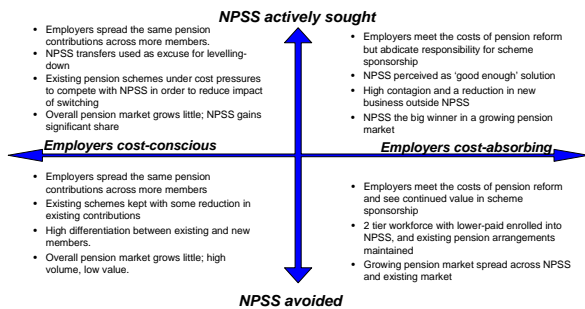 NPSS actively sought
Employers spread the same pension
contributions across more members.
NPSS transfers used as excuse for levelling-
down
Existing pension schemes under cost pressures
to compete with NPSS in order to reduce impact
of switching
Overall pension market grows little; NPSS gains
significant share
Employers meet the costs of pension reform
but abdicate responsibility for scheme
sponsorship
NPSS perceived as 'good enough' solution
High contagion and a reduction in new
business outside NPSS
NPSS the big winner in a growing pension
market
Employers cost-conscious
Employers cost-absorbing
Employers spread the same pension
contributions across more members
Existing schemes kept with some reduction in
existing contributions
High differentiation between existing and new
members.
Overall pension market grows little; high
volume, low value.
Employers meet the costs of pension reform
and see continued value in scheme
sponsorship
2 tier workforce with lower-paid enrolled into
NPSS, and existing pension arrangements
maintained
Growing pension market spread across NPSS
and existing market
NPSS avoided